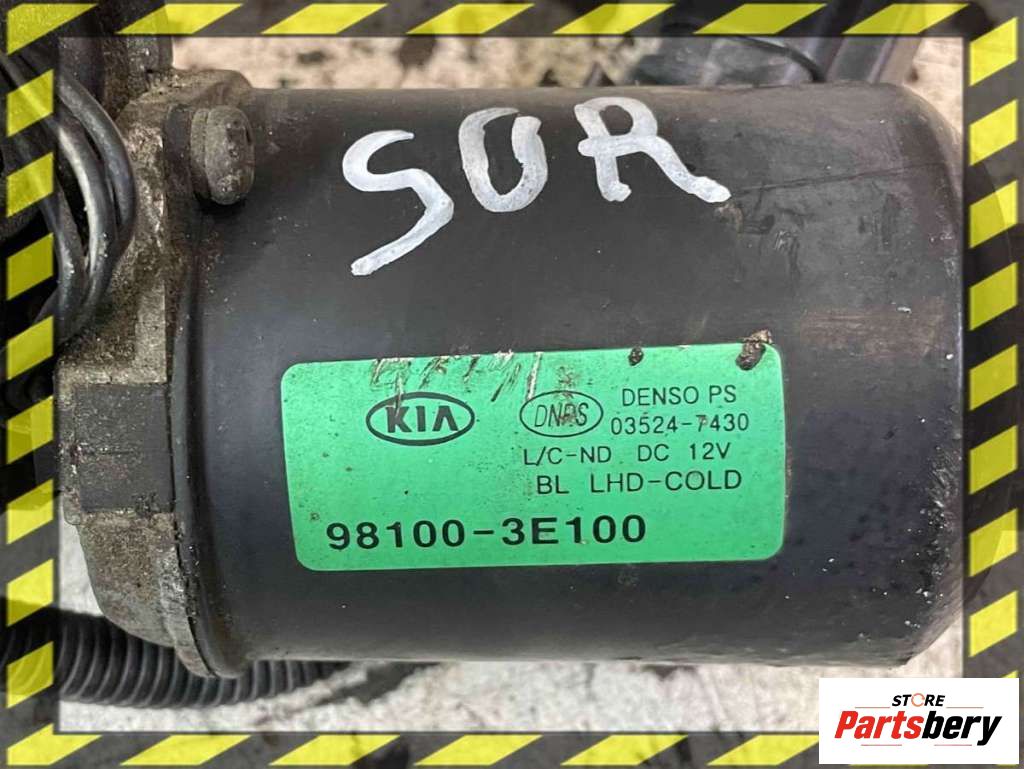 SOR
KIA
DNPS
DENSO PS
03524-7430
L/C-ND DC 12V
BL LHD-COLD
98100-3E100
STORE
Partsbery